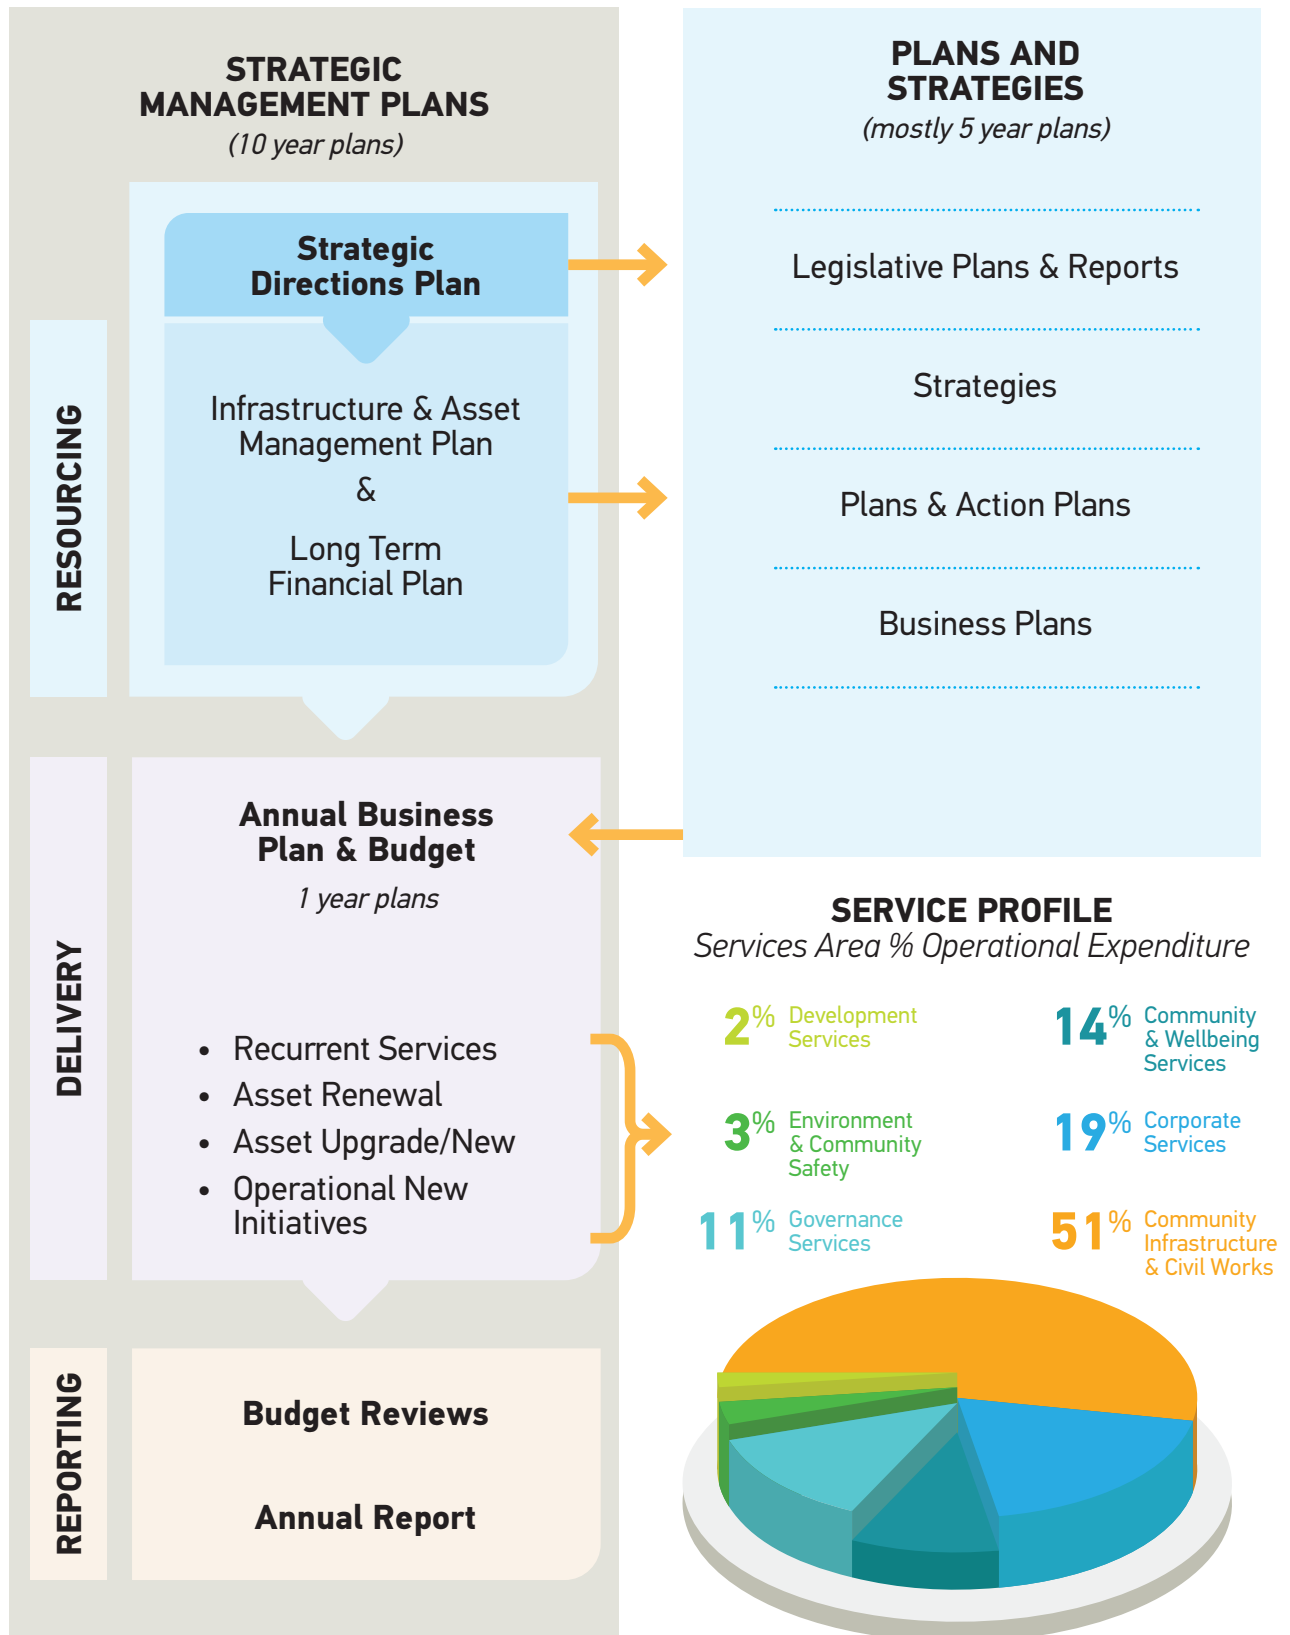 STRATEGIC
MANAGEMENT PLANS
(10 year plans)
Strategic
Directions Plan
RESOURCING
Infrastructure & Asset
Management Plan
&
Long Term
Financial Plan
DELIVERY
Annual Business
Plan & Budget
1 year plans
• Recurrent Services
• Asset Renewal
• Asset Upgrade/New
• Operational New
Initiatives
REPORTING
Budget Reviews
Annual Report
PLANS AND
STRATEGIES
(mostly 5 year plans)
Legislative Plans & Reports
Strategies
Plans & Action Plans
Business Plans
SERVICE PROFILE
Services Area % Operational Expenditure
2% Development
Services
14% Community
& Wellbeing
Services
3% Environment
& Community
Safety
19% Corporate
Services
11% Governance
Services
51% Community
Infrastructure
& Civil Works